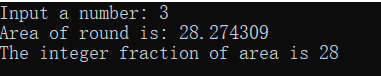 Input a number: 3
Area of round is: 28.274309
The integer fraction of area is 28